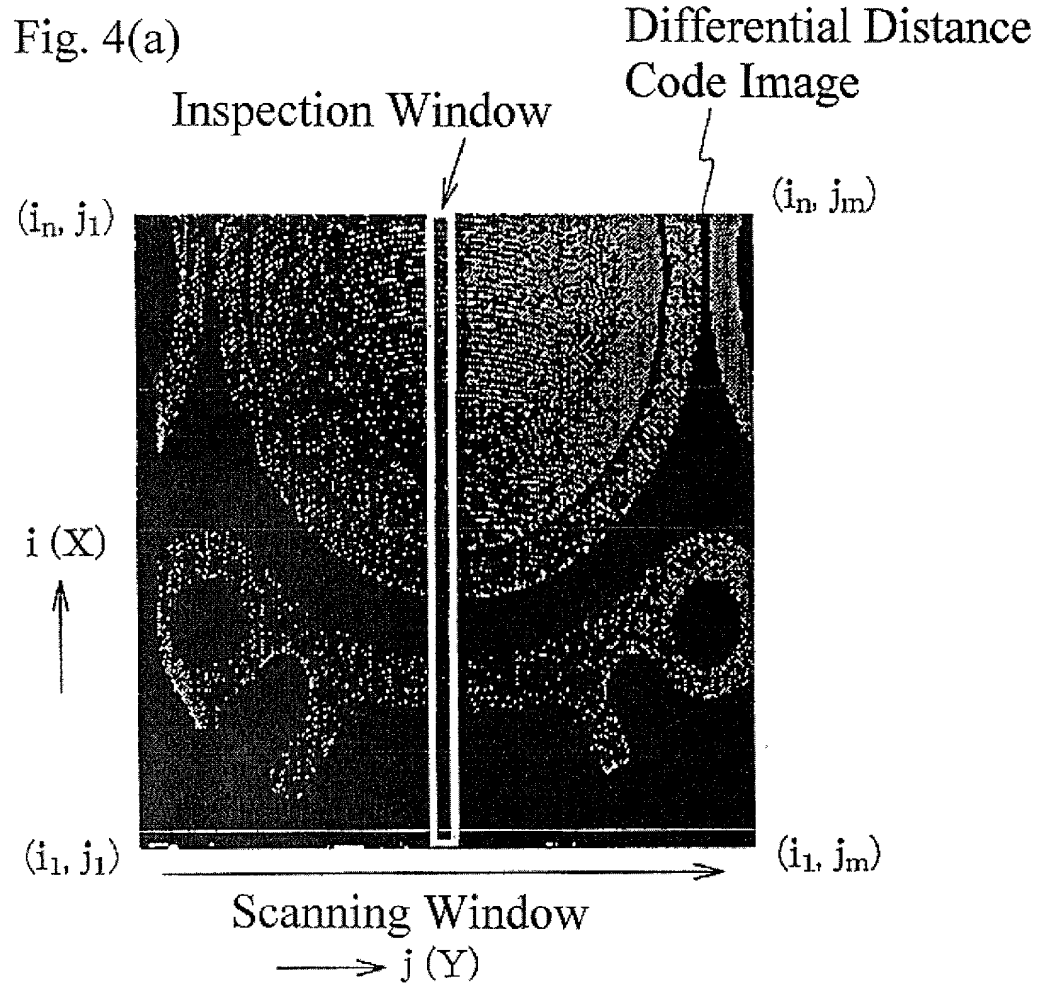 Fig. 4(a)
Differential Distance
Code Image
Inspection Window
(in, j1)
(in, jm)
i (X)
(i1, j1)
(i1, jm)
Scanning Window
j (Y)